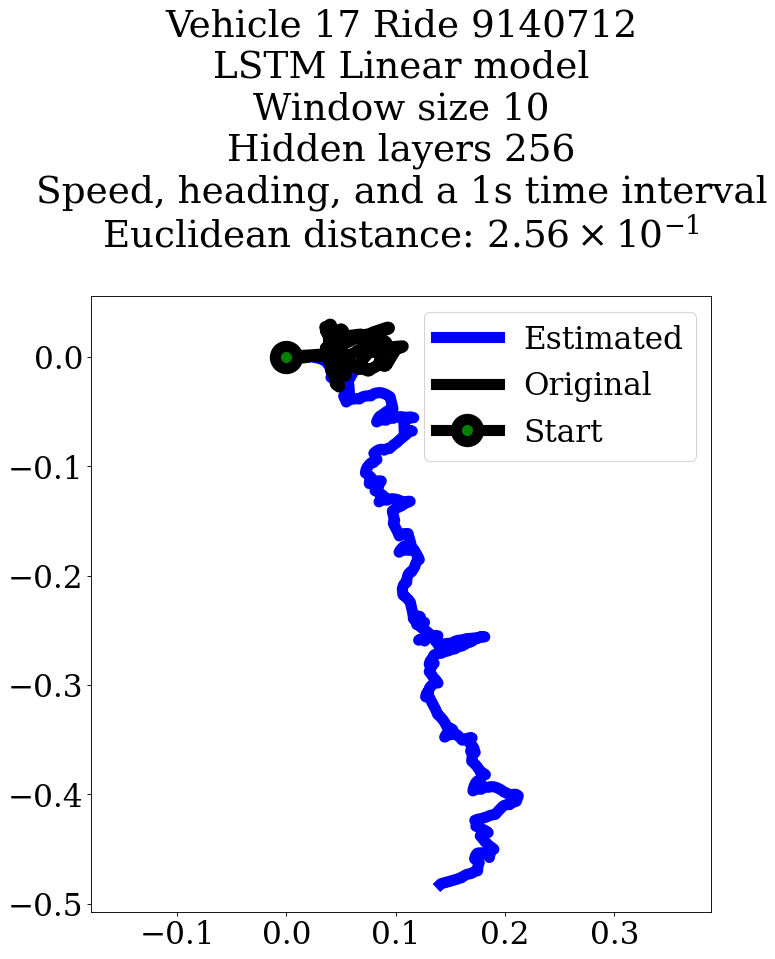 Vehicle 17 Ride 9140712
LSTM Linear model
Window size 10
Hidden layers 256
Speed, heading, and a 1s time interval
Euclidean distance: 2.56 × 10⁻¹
Estimated
Original
Start
0.0
−0.1
−0.2
−0.3
−0.4
−0.5
−0.1 0.0 0.1 0.2 0.3